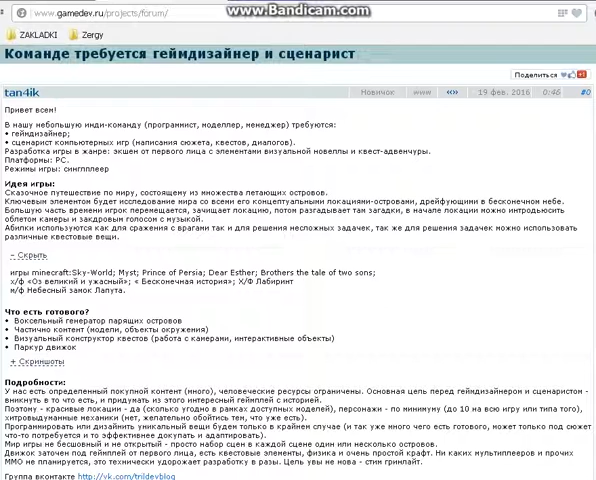 www.gamedev.ru/projects/forum/
www.Bandicam.com
ZAKLADKI
Zergy
Команде требуется геймдизайнер и сценарист
Поделиться
+1
tan4ik
Новичок
www
19 фев. 2016
0:46
#0
Привет всем!
В нашу небольшую инди-команду (программист, моделлер, менеджер) требуются:
• геймдизайнер;
• сценарист компьютерных игр (написания сюжета, квестов, диалогов).
Разработка игры в жанре: экшен от первого лица с элементами визуальной новеллы и квест-адвенчуры.
Платформы: PC.
Режимы игры: синглплеер
Идея игры:
Сказочное путешествие по миру, состоящему из множества летающих островов.
Ключевым элементом будет исследование мира со всеми его концептуальными локациями-островами, дрейфующими в бесконечном небе.
Большую часть времени игрок перемещается, зачищает локацию, потом разгадывает там загадки, в начале локации можно интродьюсить
облетом камеры и закдровым голосом с музыкой.
Абилки используются как для сражения с врагами так и для решения несложных задачек, так же для решения задачек можно использовать
различные квестовые вещи.
− Скрыть
игры minecraft:Sky-World; Myst; Prince of Persia; Dear Esther; Brothers the tale of two sons;
х/ф «Оз великий и ужасный»; « Бесконечная история»; Х/Ф Лабиринт
м/ф Небесный замок Лапута.
Что есть готового?
• Воксельный генератор парящих островов
• Частично контент (модели, объекты окружения)
• Визуальный конструктор квестов (работа с камерами, интерактивные объекты)
• Паркур движок
+ Скриншоты
Подробности:
У нас есть определенный покупной контент (много), человеческие ресурсы ограничены. Основная цель перед геймдизайнером и сценаристом -
вникнуть в то что есть, и придумать из этого интересный геймплей с историей.
Поэтому - красивые локации - да (сколько угодно в рамках доступных моделей), персонажи - по минимуму (до 10 на всю игру или типа того),
хитровыдуманные механики (нет, желательно обойтись тем, что уже есть).
Программировать или дизайнить уникальный вещи будем только в крайнем случае (и так уже много чего есть готового, может только под сюжет
что-то потребуется и то эффективнее докупать и адаптировать).
Мир игры не бесшовный и не открытый - просто набор сцен в каждой сцене один или несколько островов.
Движок заточен под геймплей от первого лица, есть квестовые элементы, физика и очень простой крафт. Ни каких мультиплееров и прочих
ММО не планируется, это технически удорожает разработку в разы. Цель увы не нова - стим гринлайт.
Группа вконтакте http://vk.com/trildevblog